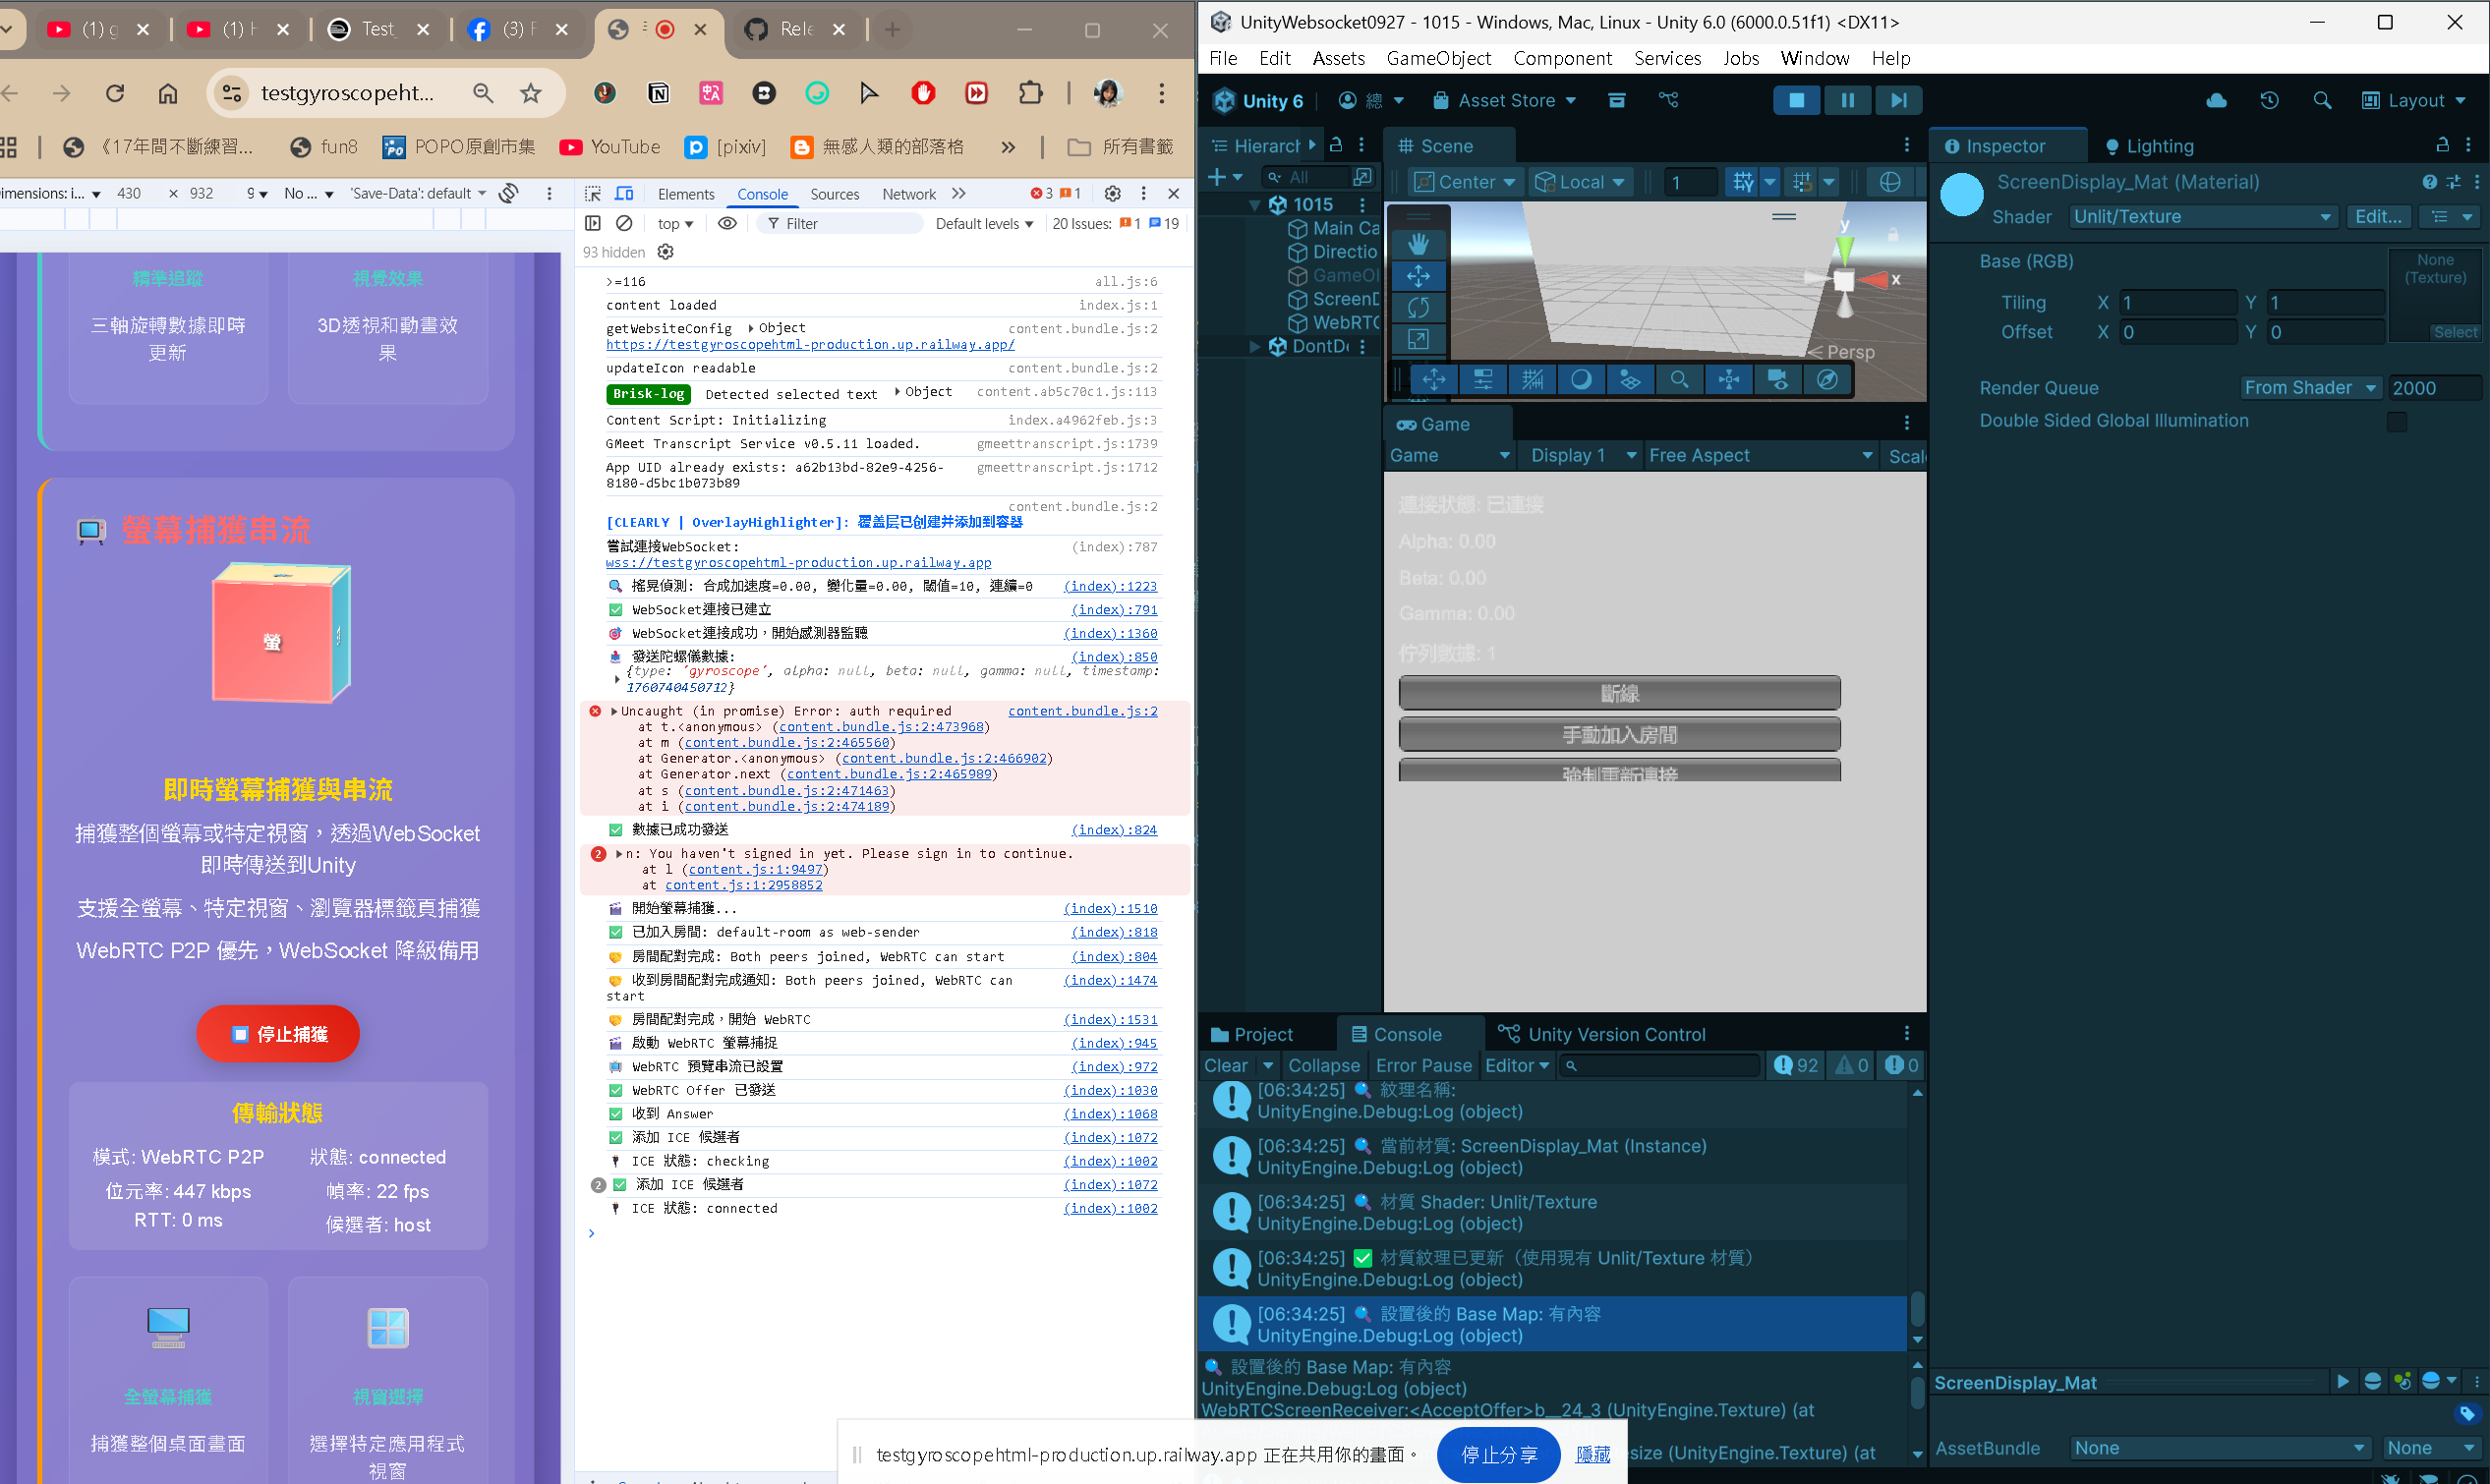 (1) g
(1) H
Test_
(3) F
Rele
testgyroscopeht...
《17年間不斷練習...
fun8
POPO原創市集
YouTube
[pixiv]
無感人類的部落格
所有書籤
Dimensions: i...
430
×
932
9
No ...
'Save-Data': default
精準追蹤
三軸旋轉數據即時
更新
視覺效果
3D透視和動畫效
果
螢幕捕獲串流
螢
即時螢幕捕獲與串流
捕獲整個螢幕或特定視窗，透過WebSocket
即時傳送到Unity
支援全螢幕、特定視窗、瀏覽器標籤頁捕獲
WebRTC P2P 優先，WebSocket 降級備用
停止捕獲
傳輸狀態
模式: WebRTC P2P
狀態: connected
位元率: 447 kbps
幀率: 22 fps
RTT: 0 ms
候選者: host
全螢幕捕獲
捕獲整個桌面畫面
視窗選擇
選擇特定應用程式
視窗
Elements
Console
Sources
Network
3
1
top
Filter
Default levels
20 Issues:
1
19
93 hidden
>=116 all.js:6
content loaded index.js:1
getWebsiteConfig Object content.bundle.js:2
https://testgyroscopehtml-production.up.railway.app/
updateIcon readable content.bundle.js:2
Brisk-log Detected selected text Object content.ab5c70c1.js:113
Content Script: Initializing index.a4962feb.js:3
GMeet Transcript Service v0.5.11 loaded. gmeettranscript.js:1739
App UID already exists: a62b13bd-82e9-4256- gmeettranscript.js:1712
8180-d5bc1b073b89
content.bundle.js:2
[CLEARLY | OverlayHighlighter]: 覆盖层已创建并添加到容器
嘗試連接WebSocket: (index):787
wss://testgyroscopehtml-production.up.railway.app
搖晃偵測: 合成加速度=0.00, 變化量=0.00, 閾值=10, 連續=0 (index):1223
WebSocket連接已建立 (index):791
WebSocket連接成功，開始感測器監聽 (index):1360
發送陀螺儀數據: (index):850
{type: 'gyroscope', alpha: null, beta: null, gamma: null, timestamp:
1760740450712}
Uncaught (in promise) Error: auth required content.bundle.js:2
at t.<anonymous> (content.bundle.js:2:473968)
at m (content.bundle.js:2:465560)
at Generator.<anonymous> (content.bundle.js:2:466902)
at Generator.next (content.bundle.js:2:465989)
at s (content.bundle.js:2:471463)
at i (content.bundle.js:2:474189)
數據已成功發送 (index):824
2 n: You haven't signed in yet. Please sign in to continue.
at l (content.js:1:9497)
at content.js:1:2958852
開始螢幕捕獲... (index):1510
已加入房間: default-room as web-sender (index):818
房間配對完成: Both peers joined, WebRTC can start (index):804
收到房間配對完成通知: Both peers joined, WebRTC can (index):1474
start
房間配對完成，開始 WebRTC (index):1531
啟動 WebRTC 螢幕捕捉 (index):945
WebRTC 預覽串流已設置 (index):972
WebRTC Offer 已發送 (index):1030
收到 Answer (index):1068
添加 ICE 候選者 (index):1072
ICE 狀態: checking (index):1002
2 添加 ICE 候選者 (index):1072
ICE 狀態: connected (index):1002
UnityWebsocket0927 - 1015 - Windows, Mac, Linux - Unity 6.0 (6000.0.51f1) <DX11>
File Edit Assets GameObject Component Services Jobs Window Help
Unity 6
總
Asset Store
Layout
Hierarch
All
1015
Main Ca
Directio
GameOl
ScreenD
WebRTC
DontDe
Scene
Center
Local
1
y
x
Persp
Game
Game
Display 1
Free Aspect
Scal
連接狀態: 已連接
Alpha: 0.00
Beta: 0.00
Gamma: 0.00
佇列數據: 1
斷線
手動加入房間
強制重新連接
Inspector
Lighting
ScreenDisplay_Mat (Material)
Shader
Unlit/Texture
Edit...
Base (RGB)
None
(Texture)
Tiling X 1 Y 1
Offset X 0 Y 0
Select
Render Queue From Shader 2000
Double Sided Global Illumination
Project
Console
Unity Version Control
Clear
Collapse
Error Pause
Editor
92
0
0
[06:34:25] 紋理名稱:
UnityEngine.Debug:Log (object)
[06:34:25] 當前材質: ScreenDisplay_Mat (Instance)
UnityEngine.Debug:Log (object)
[06:34:25] 材質 Shader: Unlit/Texture
UnityEngine.Debug:Log (object)
[06:34:25] 材質紋理已更新（使用現有 Unlit/Texture 材質）
UnityEngine.Debug:Log (object)
[06:34:25] 設置後的 Base Map: 有內容
UnityEngine.Debug:Log (object)
設置後的 Base Map: 有內容
UnityEngine.Debug:Log (object)
WebRTCScreenReceiver:<AcceptOffer>b__24_3 (UnityEngine.Texture) (at
esize (UnityEngine.Texture) (at
ScreenDisplay_Mat
AssetBundle None None
testgyroscopehtml-production.up.railway.app 正在共用你的畫面。
停止分享
隱藏